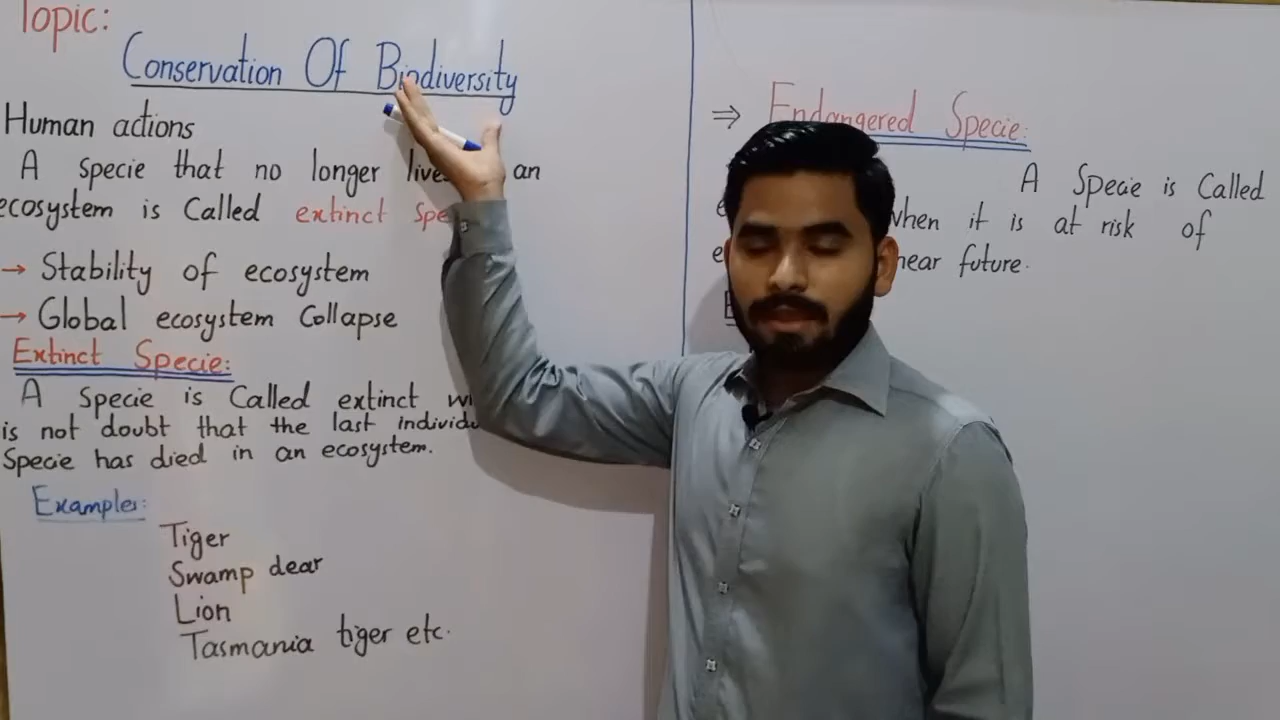 Topic:
Conservation Of Biodiversity
Human actions
A specie that no longer live an
ecosystem is Called extinct Spe
→ Stability of ecosystem
→ Global ecosystem Collapse
Extinct Specie:
A Specie is Called extinct
is not doubt that the last individu
Specie has died in an ecosystem.
Examples:
Tiger
Swamp dear
Lion
Tasmania tiger etc.
⇒ Endangered Specie:
A Specie is Called
when it is at risk of
near future.